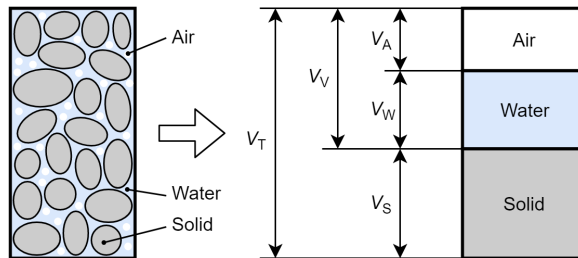 Air
Water
Solid
V_T
V_V
V_A
V_W
V_S
Air
Water
Solid